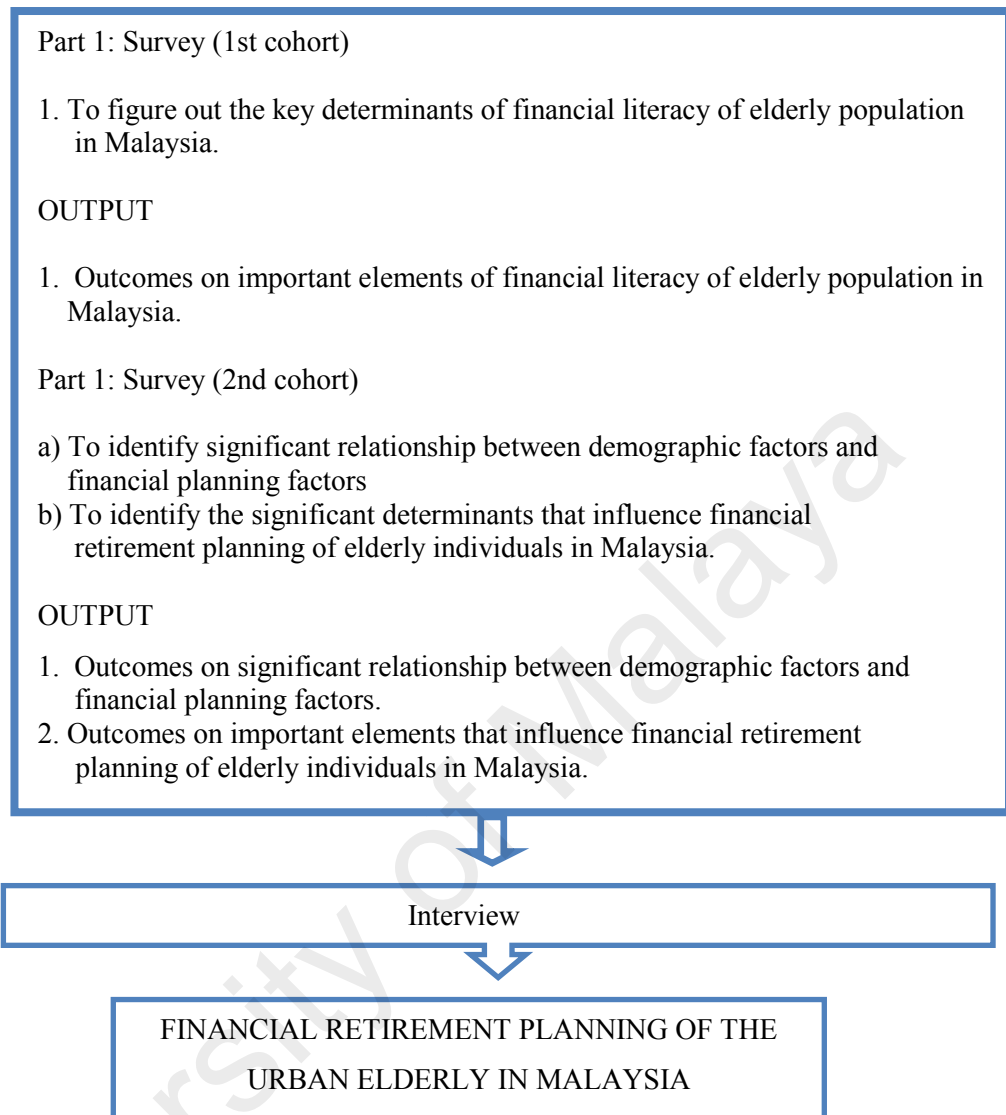 Part 1: Survey (1st cohort)
1. To figure out the key determinants of financial literacy of elderly population
in Malaysia.
OUTPUT
1. Outcomes on important elements of financial literacy of elderly population in
Malaysia.
Part 1: Survey (2nd cohort)
a) To identify significant relationship between demographic factors and
financial planning factors
b) To identify the significant determinants that influence financial
retirement planning of elderly individuals in Malaysia.
OUTPUT
1. Outcomes on significant relationship between demographic factors and
financial planning factors.
2. Outcomes on important elements that influence financial retirement
planning of elderly individuals in Malaysia.
Interview
FINANCIAL RETIREMENT PLANNING OF THE
URBAN ELDERLY IN MALAYSIA
rsity of Malaya